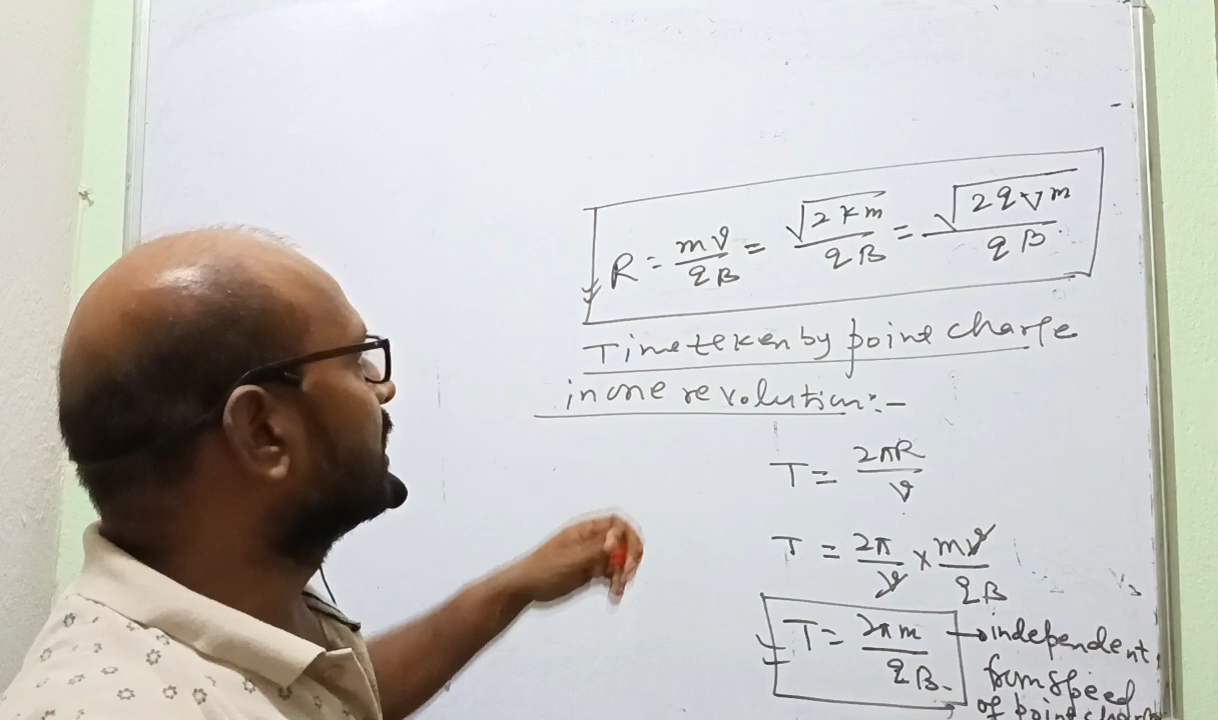 R = mv/qB = √2km/qB = √2qVm/qB
Time taken by point charge
in one revolution:-
T = 2πR/v
T = 2π/v × mv/qB
T = 2πm/qB → independent
from speed
of point charge